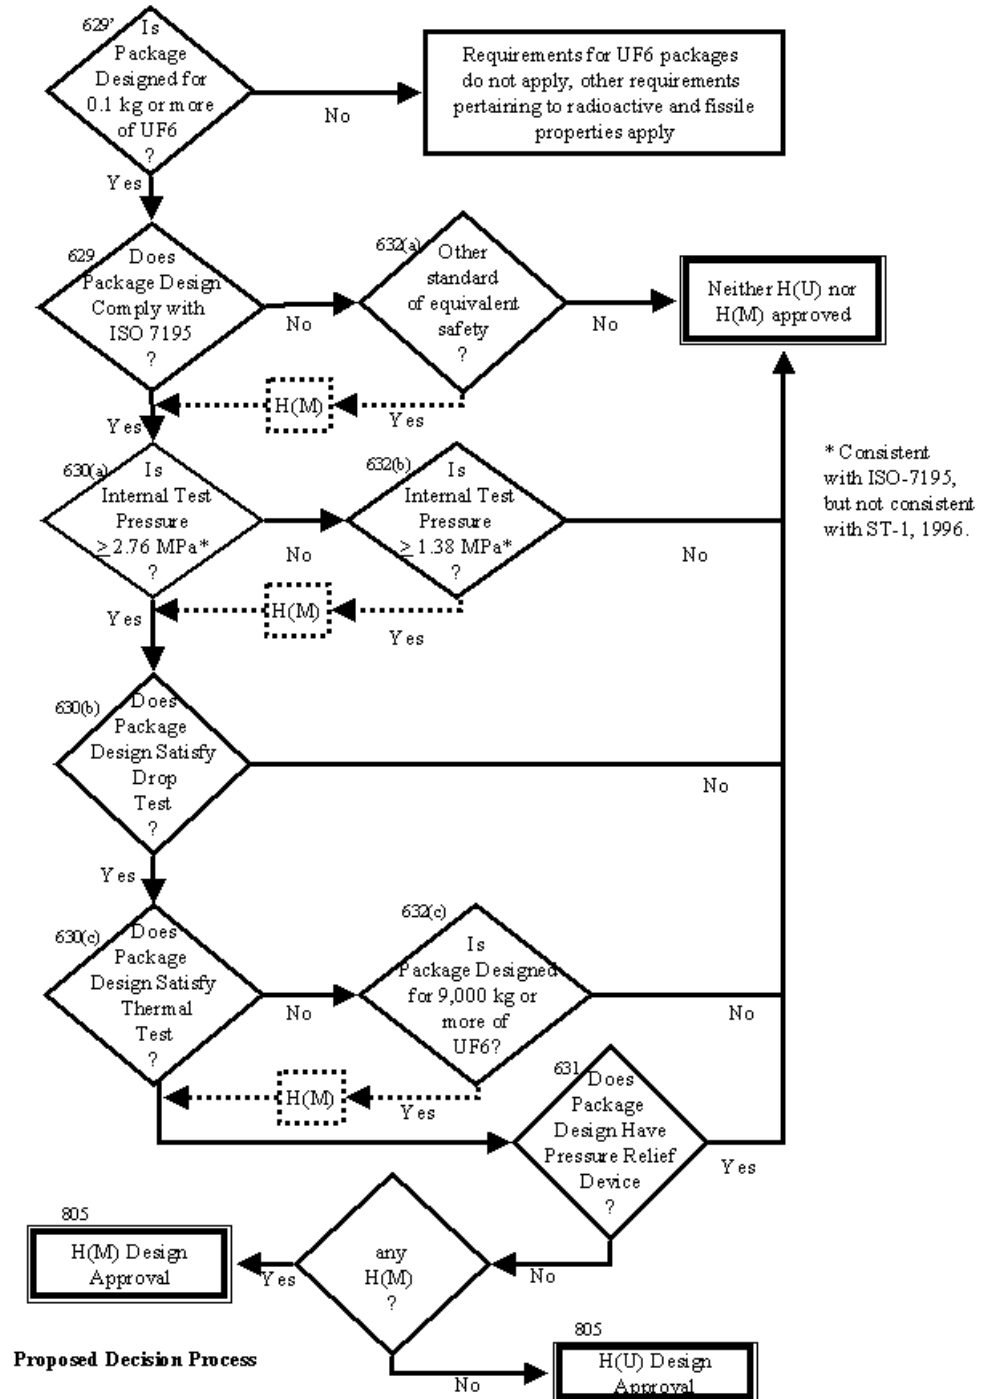 629'
Is
Package
Designed for
0.1 kg or more
of UF6
?
No
Requirements for UF6 packages
do not apply, other requirements
pertaining to radioactive and fissile
properties apply
Yes
629
Does
Package Design
Comply with
ISO 7195
?
No
632(a)
Other
standard
of equivalent
safety
?
No
Neither H(U) nor
H(M) approved
Yes
H(M)
Yes
630(a)
Is
Internal Test
Pressure
≥ 2.76 MPa*
?
No
632(b)
Is
Internal Test
Pressure
≥ 1.38 MPa*
?
No
* Consistent
with ISO-7195,
but not consistent
with ST-1, 1996.
Yes
H(M)
Yes
630(b)
Does
Package
Design Satisfy
Drop
Test
?
No
Yes
630(c)
Does
Package
Design Satisfy
Thermal
Test
?
No
632(c)
Is
Package Designed
for 9,000 kg or
more of
UF6?
No
H(M)
Yes
631
Does
Package
Design Have
Pressure Relief
Device
?
Yes
No
any
H(M)
?
Yes
805
H(M) Design
Approval
No
805
H(U) Design
Approval
Proposed Decision Process